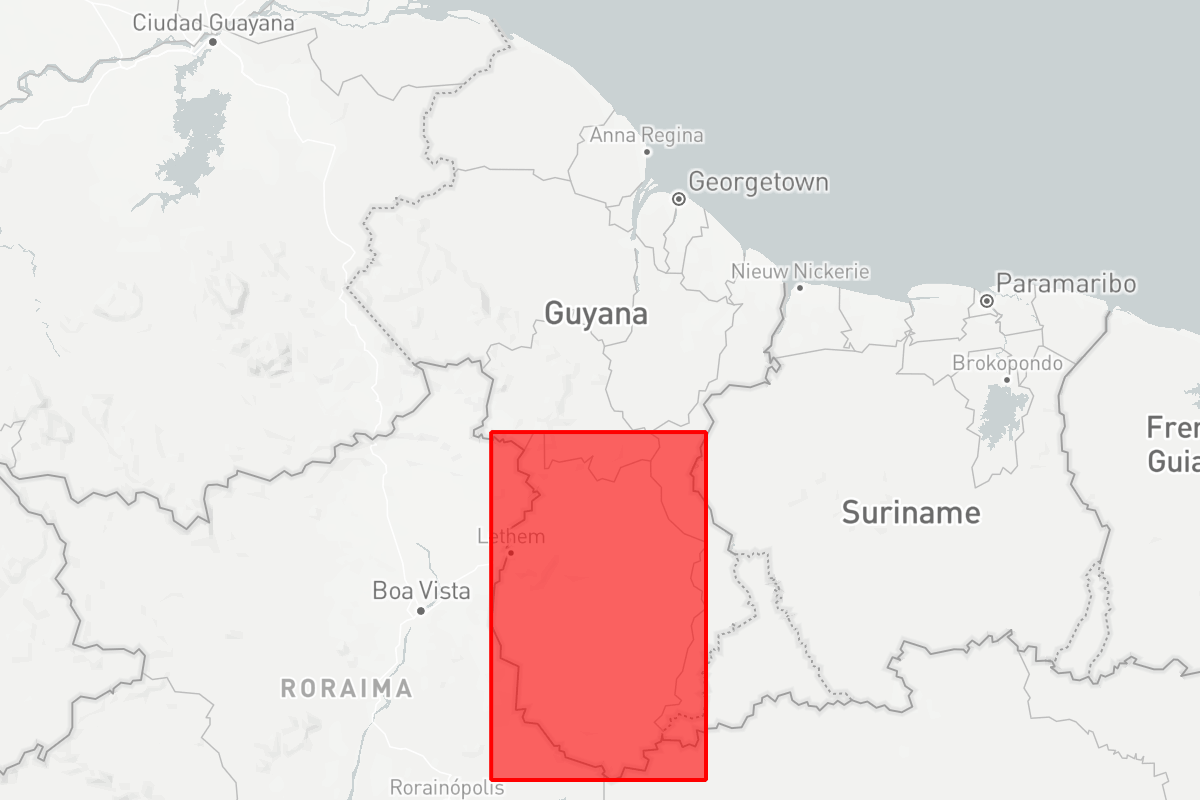 Ciudad Guayana
Anna Regina
Georgetown
Nieuw Nickerie
Paramaribo
Guyana
Brokopondo
Fren
Guia
Suriname
Lethem
Boa Vista
RORAIMA
Rorainópolis